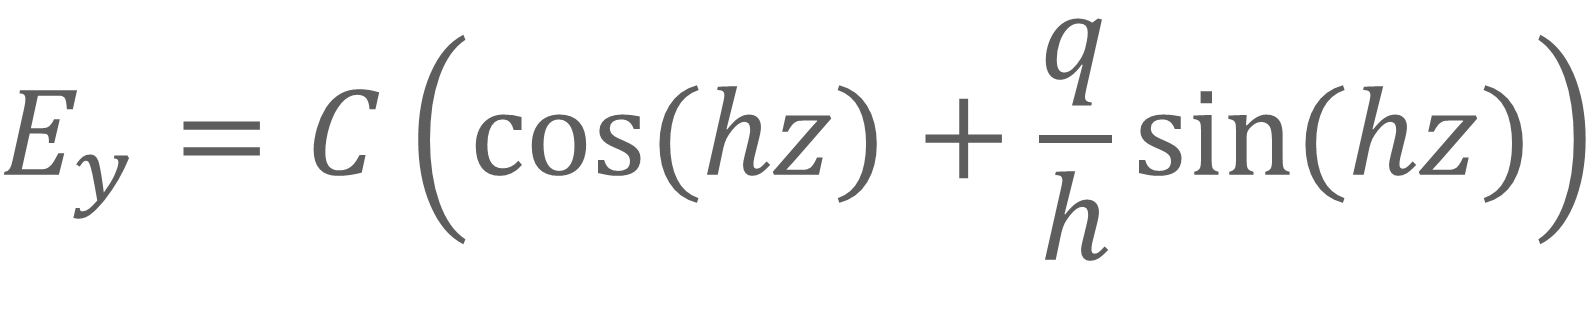 E_y = C ( cos(hz) + q/h sin(hz) )